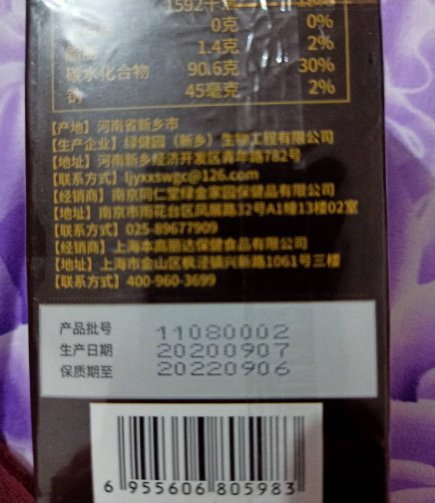 1592千
0克 0%
1.4克 2%
碳水化合物 90.6克 30%
钠 45毫克 2%
【产地】河南省新乡市
【生产企业】绿健园（新乡）生物工程有限公司
【地址】河南新乡经济开发区青年路782号
【联系方式】ljyxxswgc@126.com
【经销商】南京同仁堂绿金家园保健品有限公司
【地址】南京市雨花台区凤展路32号A1幢13楼02室
【联系方式】025-89677909
【经销商】上海本高丽达保健食品有限公司
【地址】上海市金山区枫泾镇兴新路1061号三楼
【联系方式】400-960-3699
产品批号 11080002
生产日期 20200907
保质期至 20220906
6 955606 805983